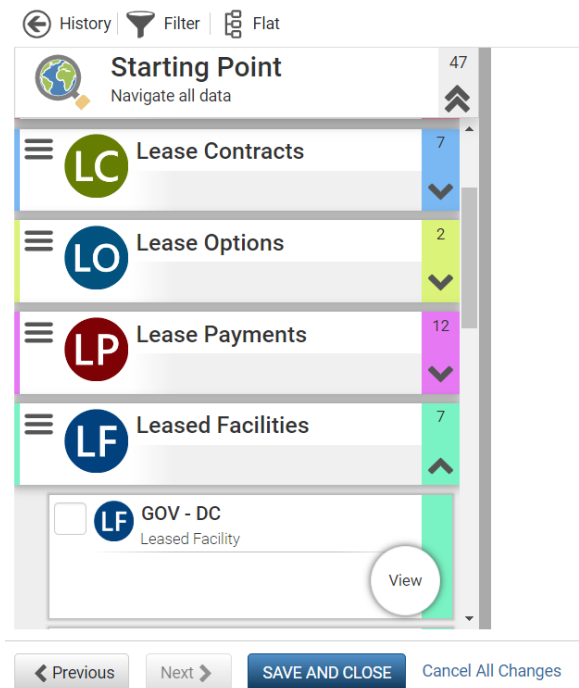 History Filter Flat
Starting Point 47
Navigate all data
LC Lease Contracts 7
LO Lease Options 2
LP Lease Payments 12
LF Leased Facilities 7
LF GOV - DC
Leased Facility
View
Previous Next SAVE AND CLOSE Cancel All Changes